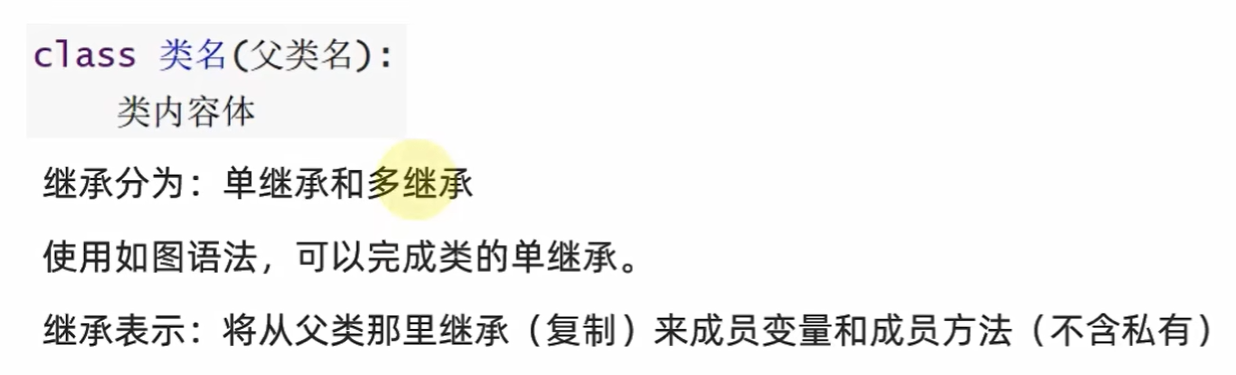 class 类名(父类名):
    类内容体
继承分为：单继承和多继承
使用如图语法，可以完成类的单继承。
继承表示：将从父类那里继承（复制）来成员变量和成员方法（不含私有）